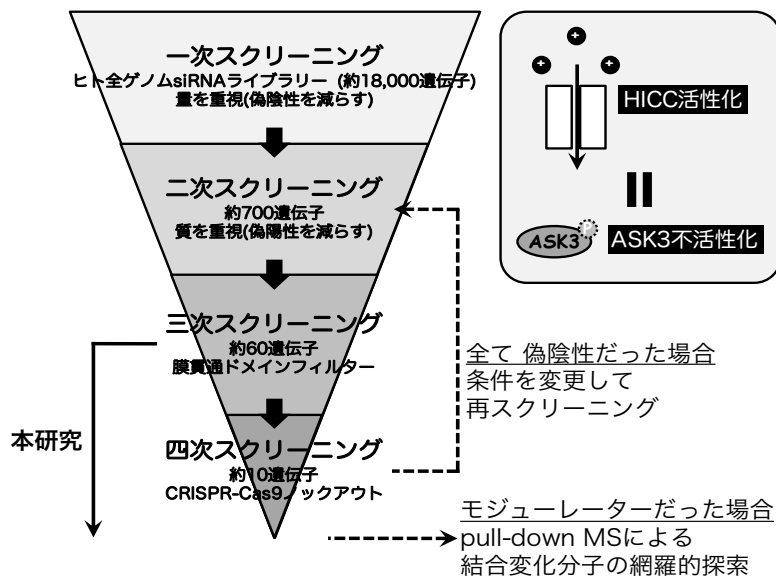 一次スクリーニング
ヒト全ゲノムsiRNAライブラリー (約18,000遺伝子)
量を重視(偽陰性を減らす)
二次スクリーニング
約700遺伝子
質を重視(偽陽性を減らす)
三次スクリーニング
約60遺伝子
膜貫通ドメインフィルター
四次スクリーニング
約10遺伝子
CRISPR-Cas9ノックアウト
本研究
HICC活性化
ASK3
P
ASK3不活性化
全て 偽陰性だった場合
条件を変更して
再スクリーニング
モジューレーターだった場合
pull-down MSによる
結合変化分子の網羅的探索